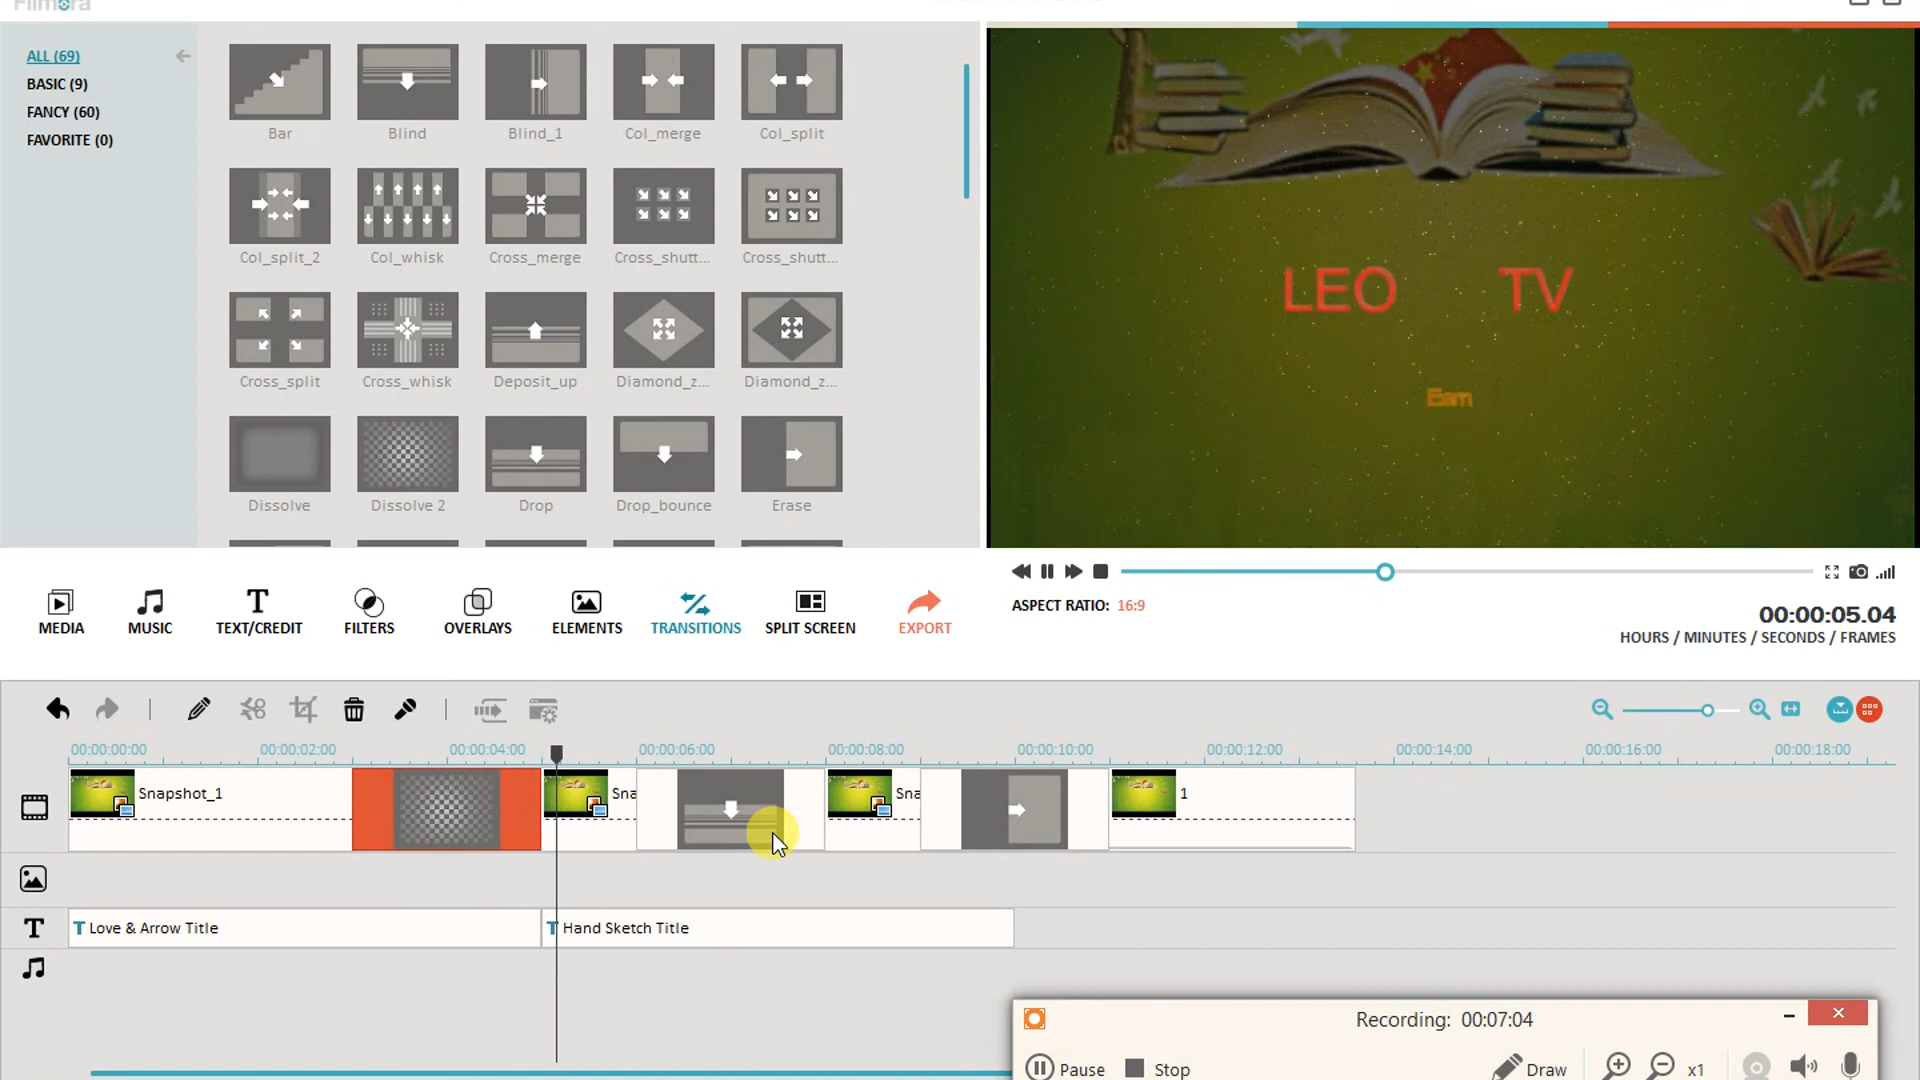 Filmora
ALL (69)
BASIC (9)
FANCY (60)
FAVORITE (0)
Bar
Blind
Blind_1
Col_merge
Col_split
Col_split_2
Col_whisk
Cross_merge
Cross_shutt...
Cross_shutt...
Cross_split
Cross_whisk
Deposit_up
Diamond_z...
Diamond_z...
Dissolve
Dissolve 2
Drop
Drop_bounce
Erase
LEO TV
Earn
MEDIA
MUSIC
TEXT/CREDIT
FILTERS
OVERLAYS
ELEMENTS
TRANSITIONS
SPLIT SCREEN
EXPORT
ASPECT RATIO: 16:9
00:00:05.04
HOURS / MINUTES / SECONDS / FRAMES
00:00:00:00 00:00:02:00 00:00:04:00 00:00:06:00 00:00:08:00 00:00:10:00 00:00:12:00 00:00:14:00 00:00:16:00 00:00:18:00
Snapshot_1
Sna
Sna
1
T Love & Arrow Title
T Hand Sketch Title
Recording: 00:07:04
Pause
Stop
Draw
x1